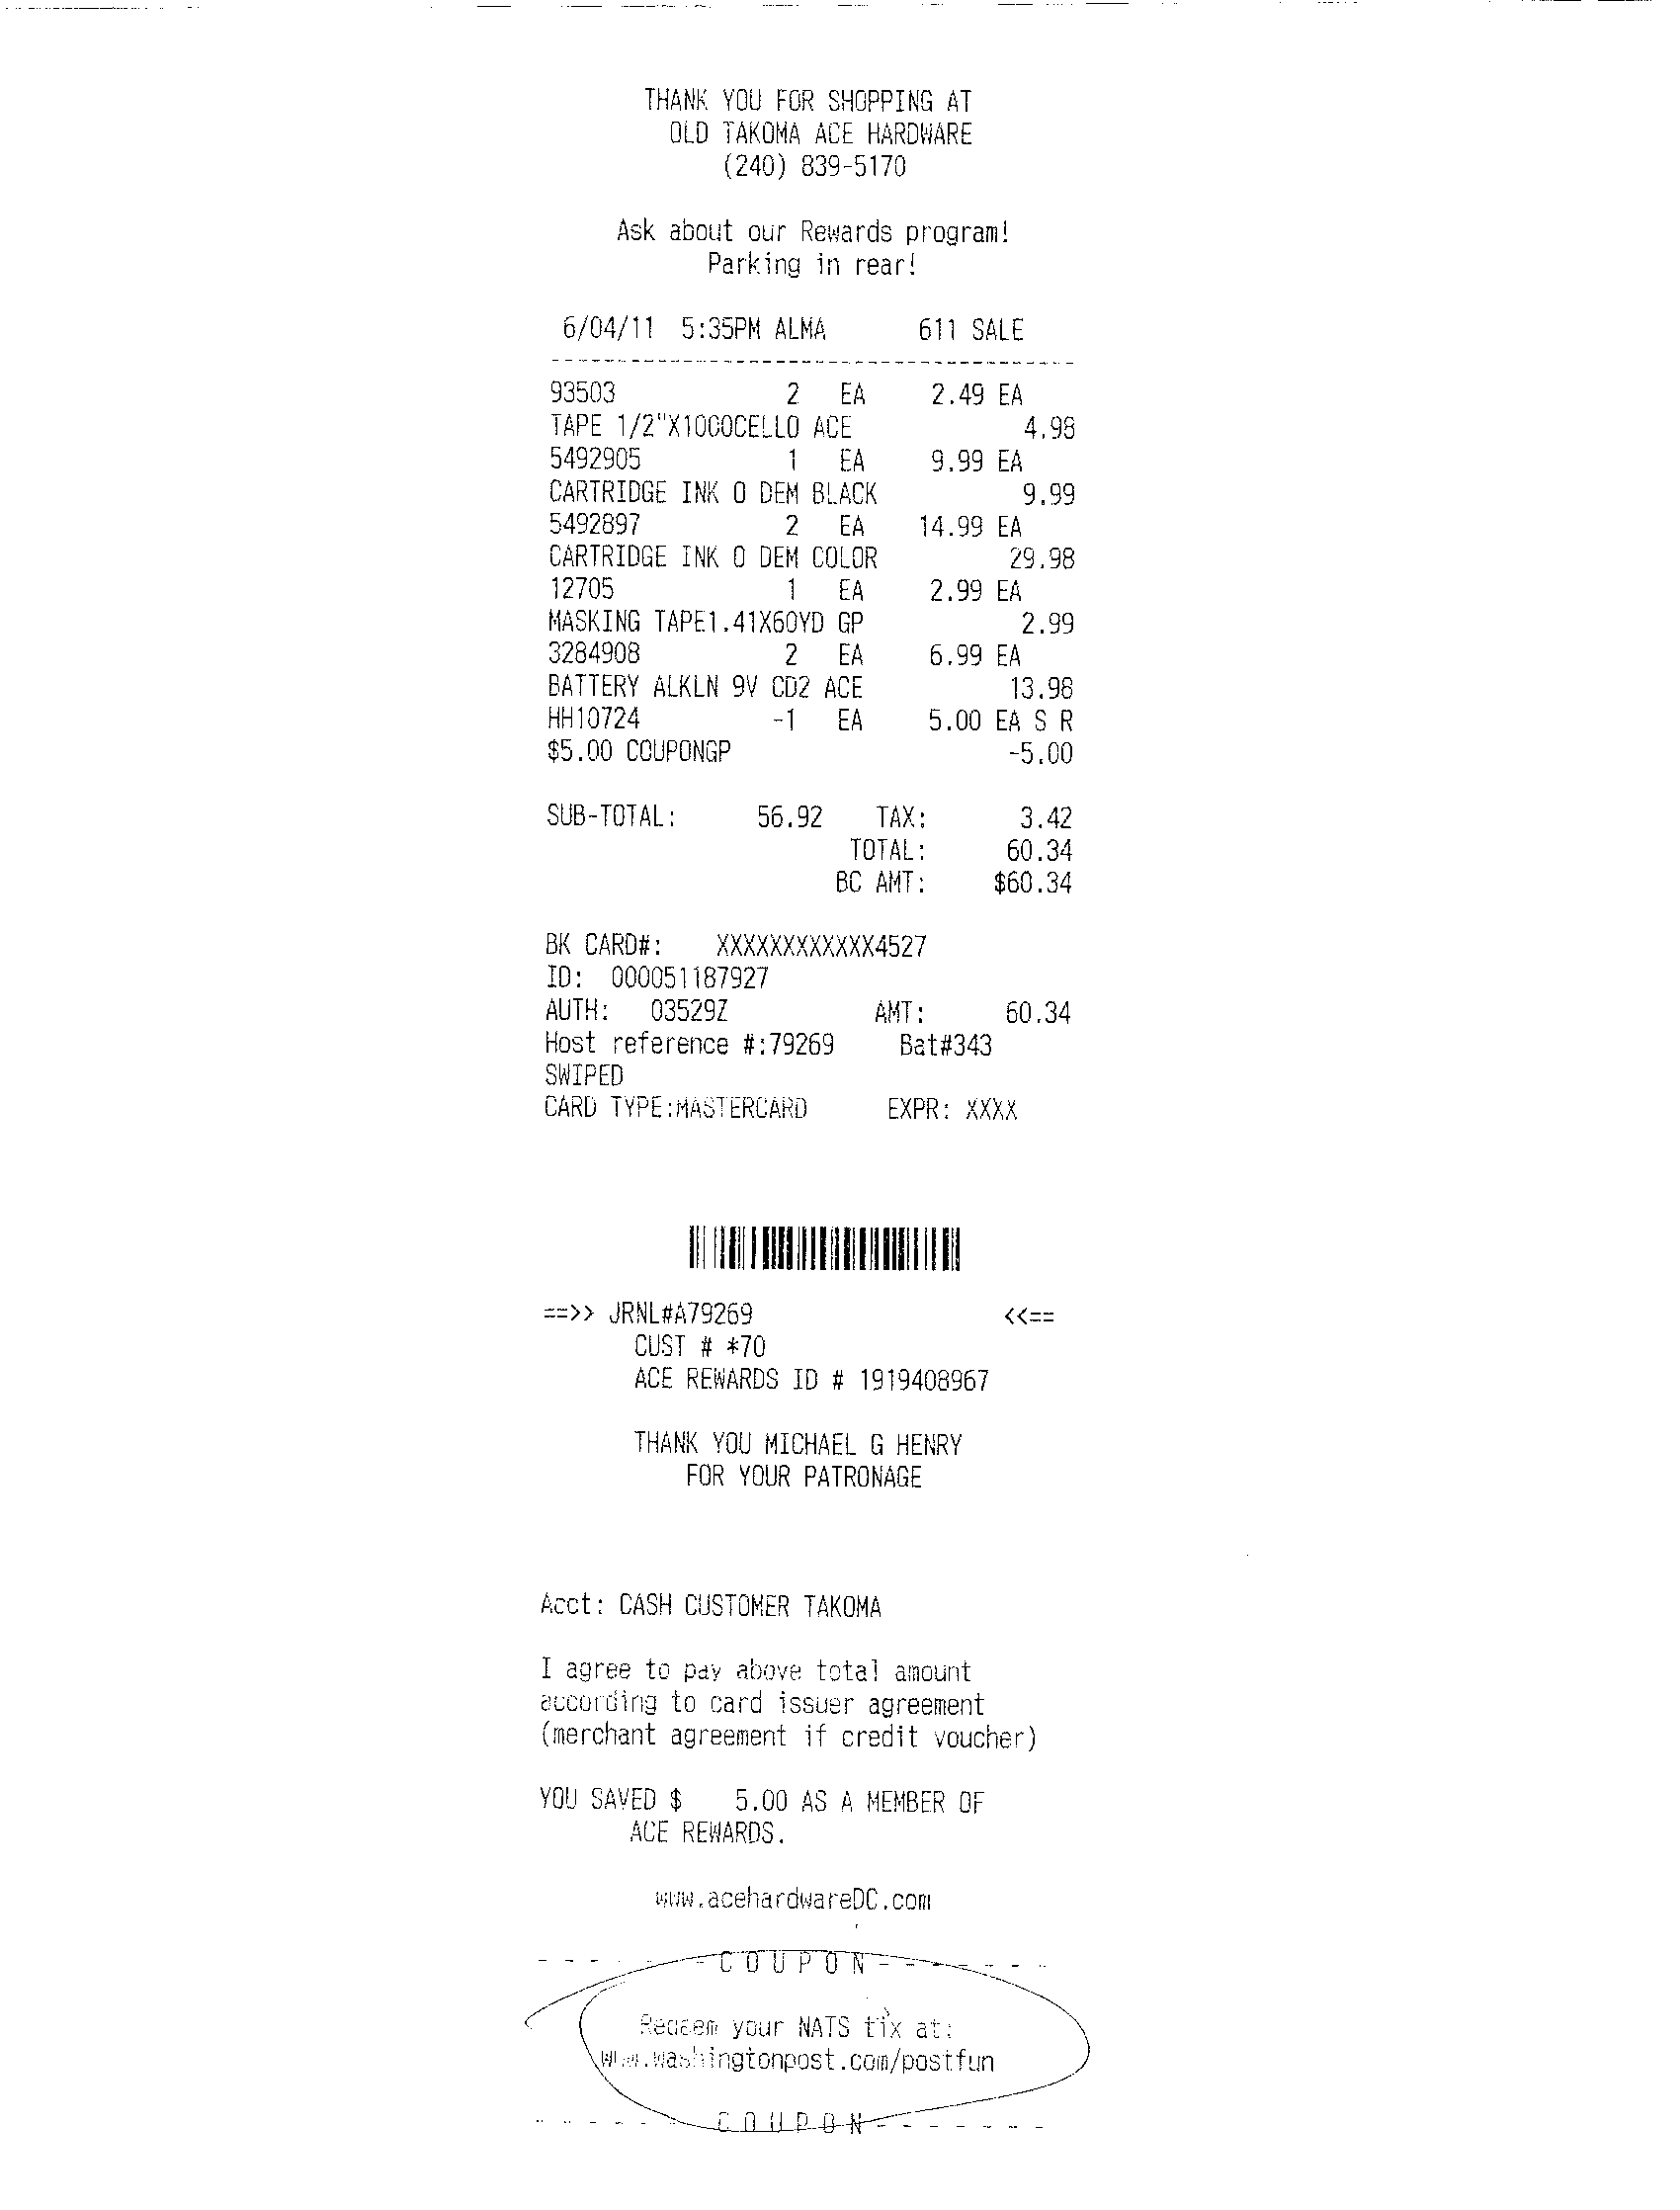 THANK YOU FOR SHOPPING AT
OLD TAKOMA ACE HARDWARE
(240) 839-5170
Ask about our Rewards program!
Parking in rear!
6/04/11 5:35PM ALMA 611 SALE
93503 2 EA 2.49 EA
TAPE 1/2"X1000CELLO ACE 4.98
5492905 1 EA 9.99 EA
CARTRIDGE INK O DEM BLACK 9.99
5492897 2 EA 14.99 EA
CARTRIDGE INK O DEM COLOR 29.98
12705 1 EA 2.99 EA
MASKING TAPE1.41X60YD GP 2.99
3284908 2 EA 6.99 EA
BATTERY ALKLN 9V CD2 ACE 13.98
HH10724 -1 EA 5.00 EA S R
$5.00 COUPONGP -5.00
SUB-TOTAL: 56.92 TAX: 3.42
TOTAL: 60.34
BC AMT: $60.34
BK CARD#: XXXXXXXXXXXX4527
ID: 000051187927
AUTH: 03529Z AMT: 60.34
Host reference #:79269 Bat#343
SWIPED
CARD TYPE:MASTERCARD EXPR: XXXX
==>> JRNL#A79269 <<==
CUST # *70
ACE REWARDS ID # 1919408967
THANK YOU MICHAEL G HENRY
FOR YOUR PATRONAGE
Acct: CASH CUSTOMER TAKOMA
I agree to pay above total amount
according to card issuer agreement
(merchant agreement if credit voucher)
YOU SAVED $ 5.00 AS A MEMBER OF
ACE REWARDS.
www.acehardwareDC.com
- - - - - - - C O U P O N - - - - - - -
Redeem your NATS tix at:
www.washingtonpost.com/postfun
- - - - - - - C O U P O N - - - - - - -